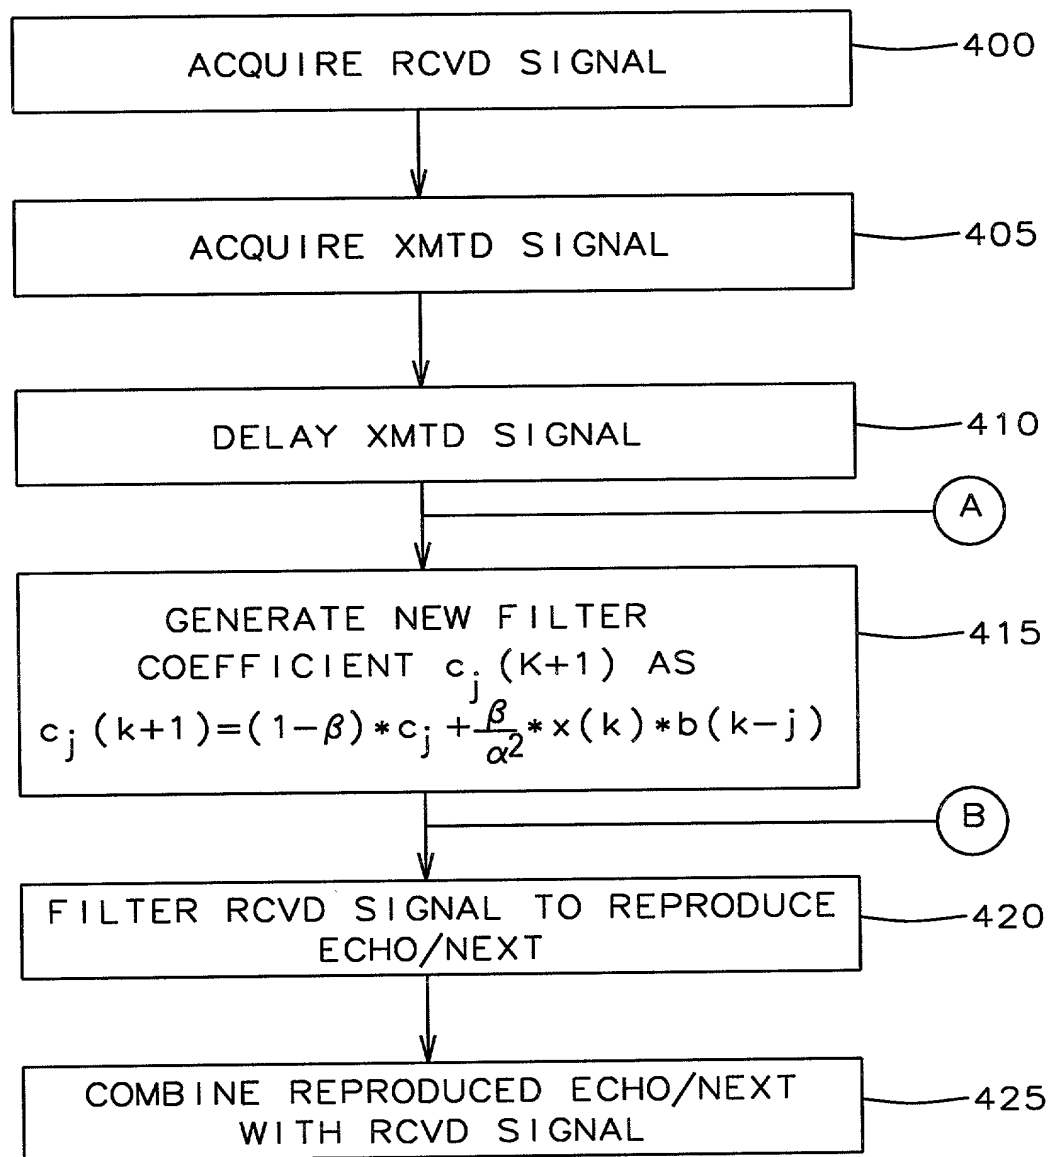 ACQUIRE RCVD SIGNAL
400
ACQUIRE XMTD SIGNAL
405
DELAY XMTD SIGNAL
410
A
GENERATE NEW FILTER
COEFFICIENT c_j (K+1) AS
c_j (k+1)=(1-β)*c_j+β/α²*x(k)*b(k-j)
415
B
FILTER RCVD SIGNAL TO REPRODUCE
ECHO/NEXT
420
COMBINE REPRODUCED ECHO/NEXT
WITH RCVD SIGNAL
425